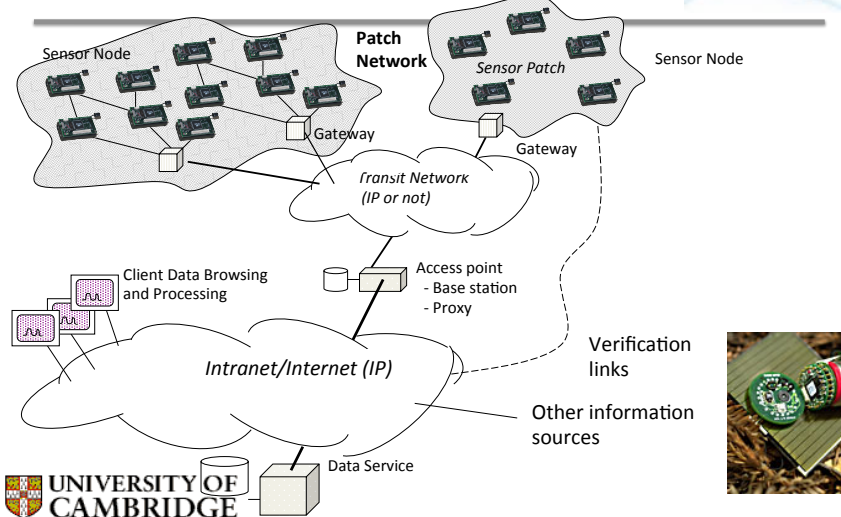 Sensor Node
Patch
Network
Sensor Patch
Sensor Node
Gateway
Gateway
Transit Network
(IP or not)
Client Data Browsing
and Processing
Access point
- Base station
- Proxy
Intranet/Internet (IP)
Verification
links
Other information
sources
Data Service
UNIVERSITY OF
CAMBRIDGE